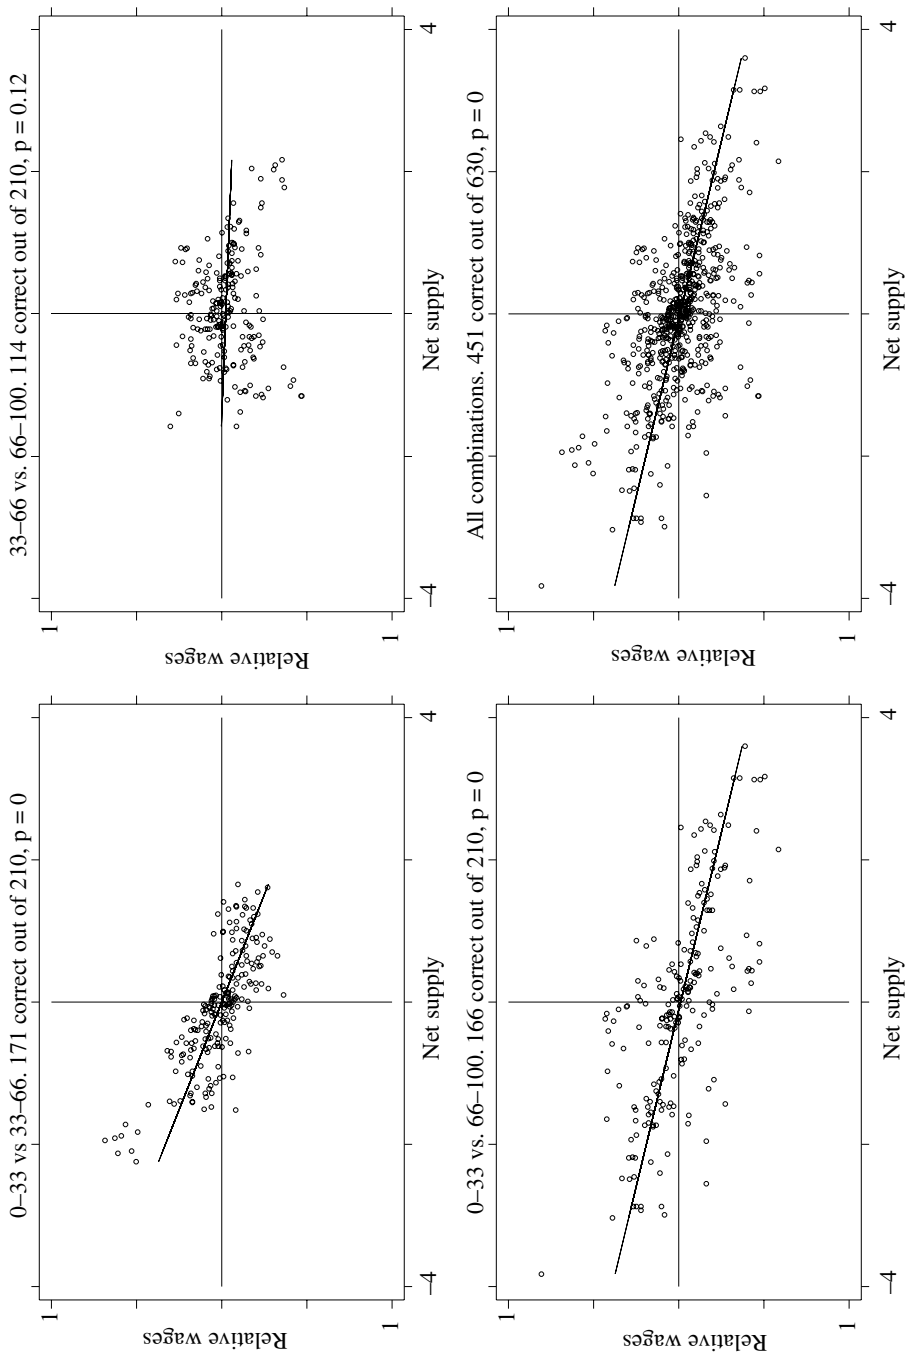 0–33 vs 33–66. 171 correct out of 210, p = 0
1
Relative wages
1
–4
4
Net supply
33–66 vs. 66–100. 114 correct out of 210, p = 0.12
1
Relative wages
1
–4
4
Net supply
0–33 vs. 66–100. 166 correct out of 210, p = 0
1
Relative wages
1
–4
4
Net supply
All combinations. 451 correct out of 630, p = 0
1
Relative wages
1
–4
4
Net supply